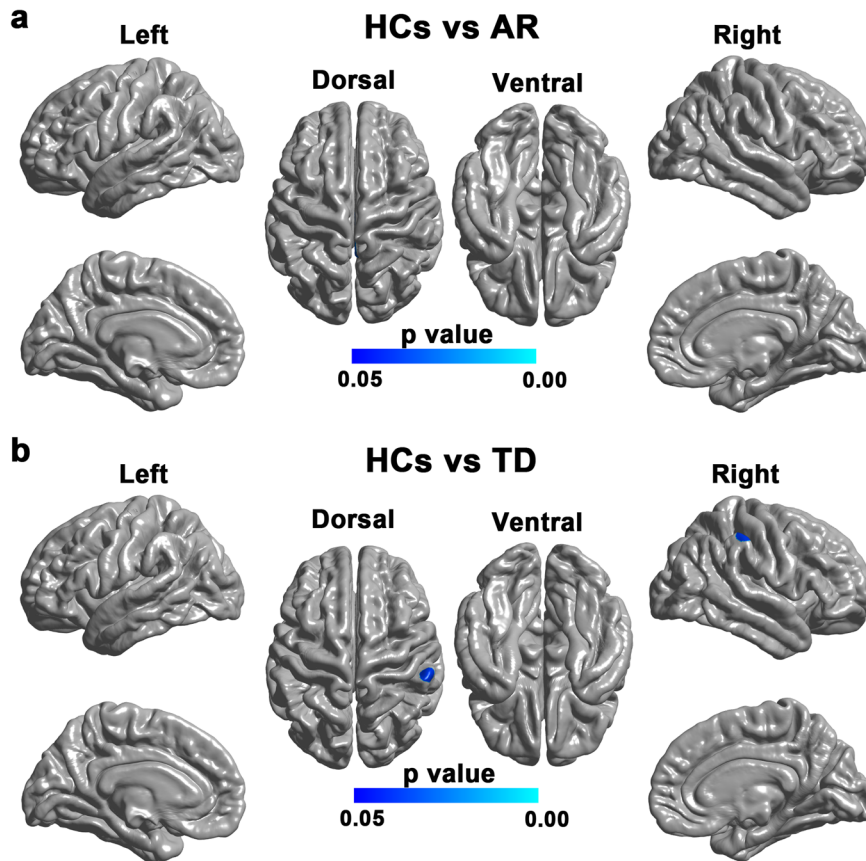 a
HCs vs AR
Left
Right
Dorsal
Ventral
p value
0.05
0.00
b
HCs vs TD
Left
Right
Dorsal
Ventral
p value
0.05
0.00